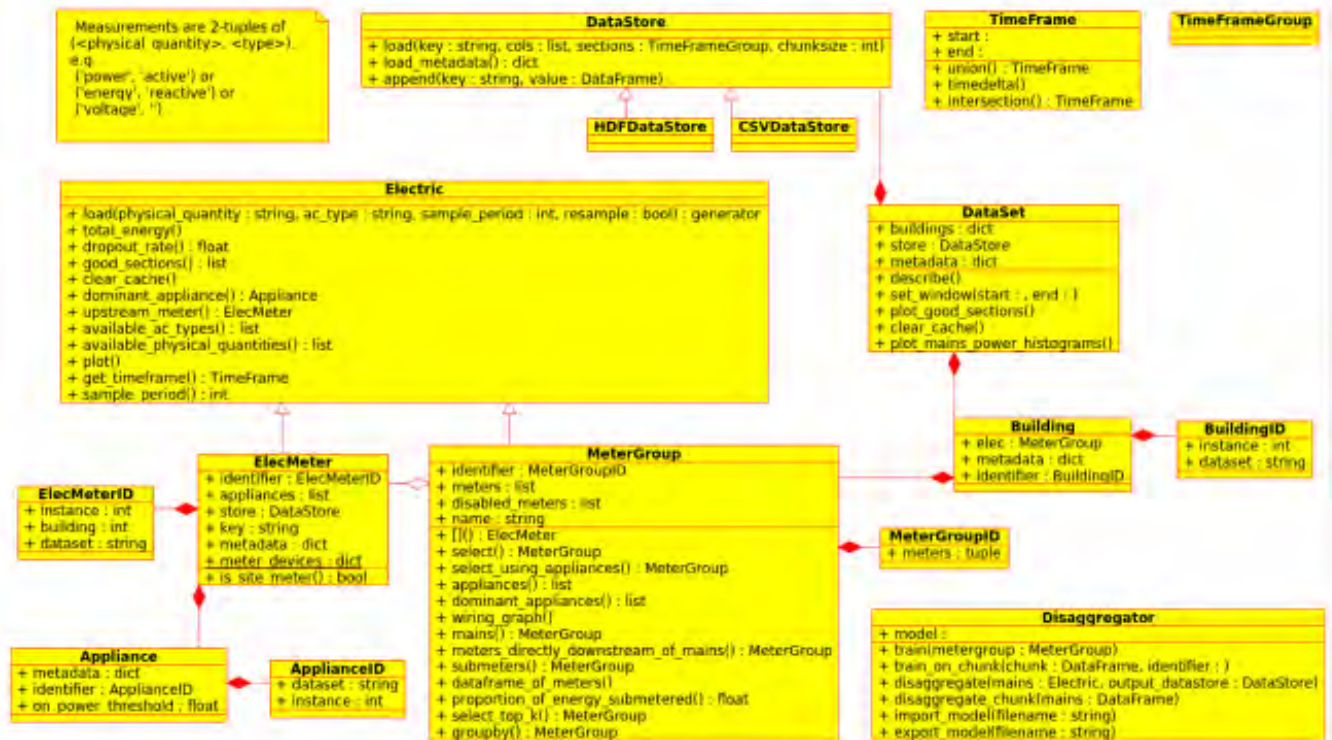 Measurements are 2-tuples of
(<physical quantity>, <type>).
e.g.
('power', 'active') or
('energy', 'reactive') or
('voltage', '')
DataStore
+ load(key : string, cols : list, sections : TimeFrameGroup, chunksize : int)
+ load_metadata() : dict
+ append(key : string, value : DataFrame)
HDFDataStore
CSVDataStore
TimeFrame
+ start :
+ end :
+ union() : TimeFrame
+ timedelta()
+ intersection() : TimeFrame
TimeFrameGroup
Electric
+ load(physical_quantity : string, ac_type : string, sample_period : int, resample : bool) : generator
+ total_energy()
+ dropout_rate() : float
+ good_sections() : list
+ clear_cache()
+ dominant_appliance() : Appliance
+ upstream_meter() : ElecMeter
+ available_ac_types() : list
+ available_physical_quantities() : list
+ plot()
+ get_timeframe() : TimeFrame
+ sample_period() : int
DataSet
+ buildings : dict
+ store : DataStore
+ metadata : dict
+ describe()
+ set_window(start : , end : )
+ plot_good_sections()
+ clear_cache()
+ plot_mains_power_histograms()
Building
+ elec : MeterGroup
+ metadata : dict
+ identifier : BuildingID
BuildingID
+ instance : int
+ dataset : string
ElecMeterID
+ instance : int
+ building : int
+ dataset : string
ElecMeter
+ identifier : ElecMeterID
+ appliances : list
+ store : DataStore
+ key : string
+ metadata : dict
+ meter_devices : dict
+ is_site_meter() : bool
MeterGroup
+ identifier : MeterGroupID
+ meters : list
+ disabled_meters : list
+ name : string
+ []() : ElecMeter
+ select() : MeterGroup
+ select_using_appliances() : MeterGroup
+ appliances() : list
+ dominant_appliances() : list
+ wiring_graph()
+ mains() : MeterGroup
+ meters_directly_downstream_of_mains() : MeterGroup
+ submeters() : MeterGroup
+ dataframe_of_meters()
+ proportion_of_energy_submetered() : float
+ select_top_k() : MeterGroup
+ groupby() : MeterGroup
MeterGroupID
+ meters : tuple
Appliance
+ metadata : dict
+ identifier : ApplianceID
+ on_power_threshold : float
ApplianceID
+ dataset : string
+ instance : int
Disaggregator
+ model :
+ train(metergroup : MeterGroup)
+ train_on_chunk(chunk : DataFrame, identifier : )
+ disaggregate(mains : Electric, output_datastore : DataStore)
+ disaggregate_chunk(mains : DataFrame)
+ import_model(filename : string)
+ export_model(filename : string)